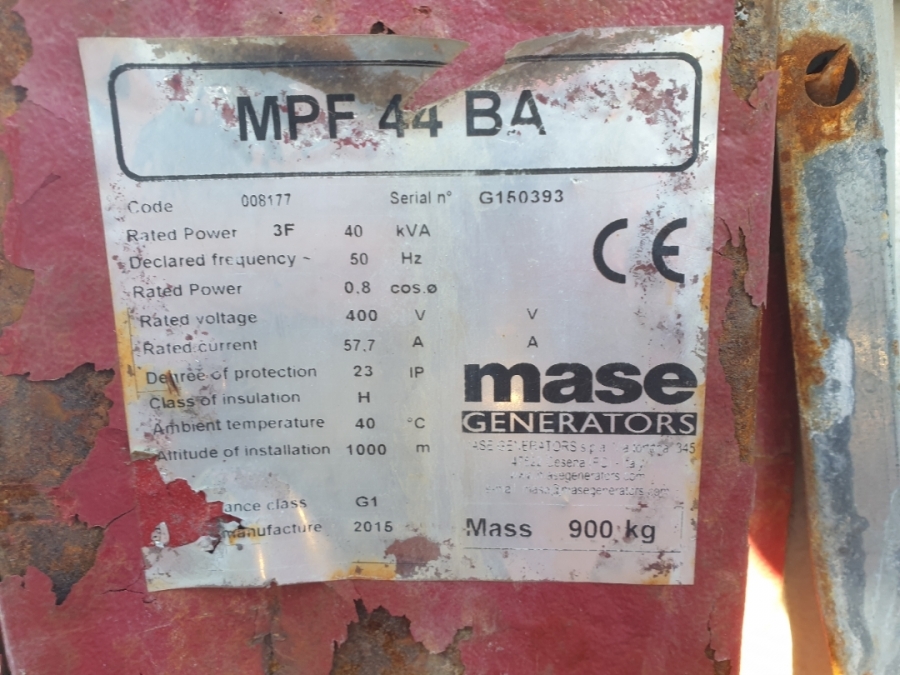 MPF 44 BA
Code 008177 Serial n° G150393
Rated Power 3F 40 kVA
Declared frequency ~ 50 Hz
CE
Rated Power 0.8 cos.ø
Rated voltage 400 V V
Rated current 57.7 A A
Degree of protection 23 IP
mase
Class of insulation H
GENERATORS
Ambient temperature 40 °C
Altitude of installation 1000 m
ance class G1
manufacture 2015
Mass 900 kg